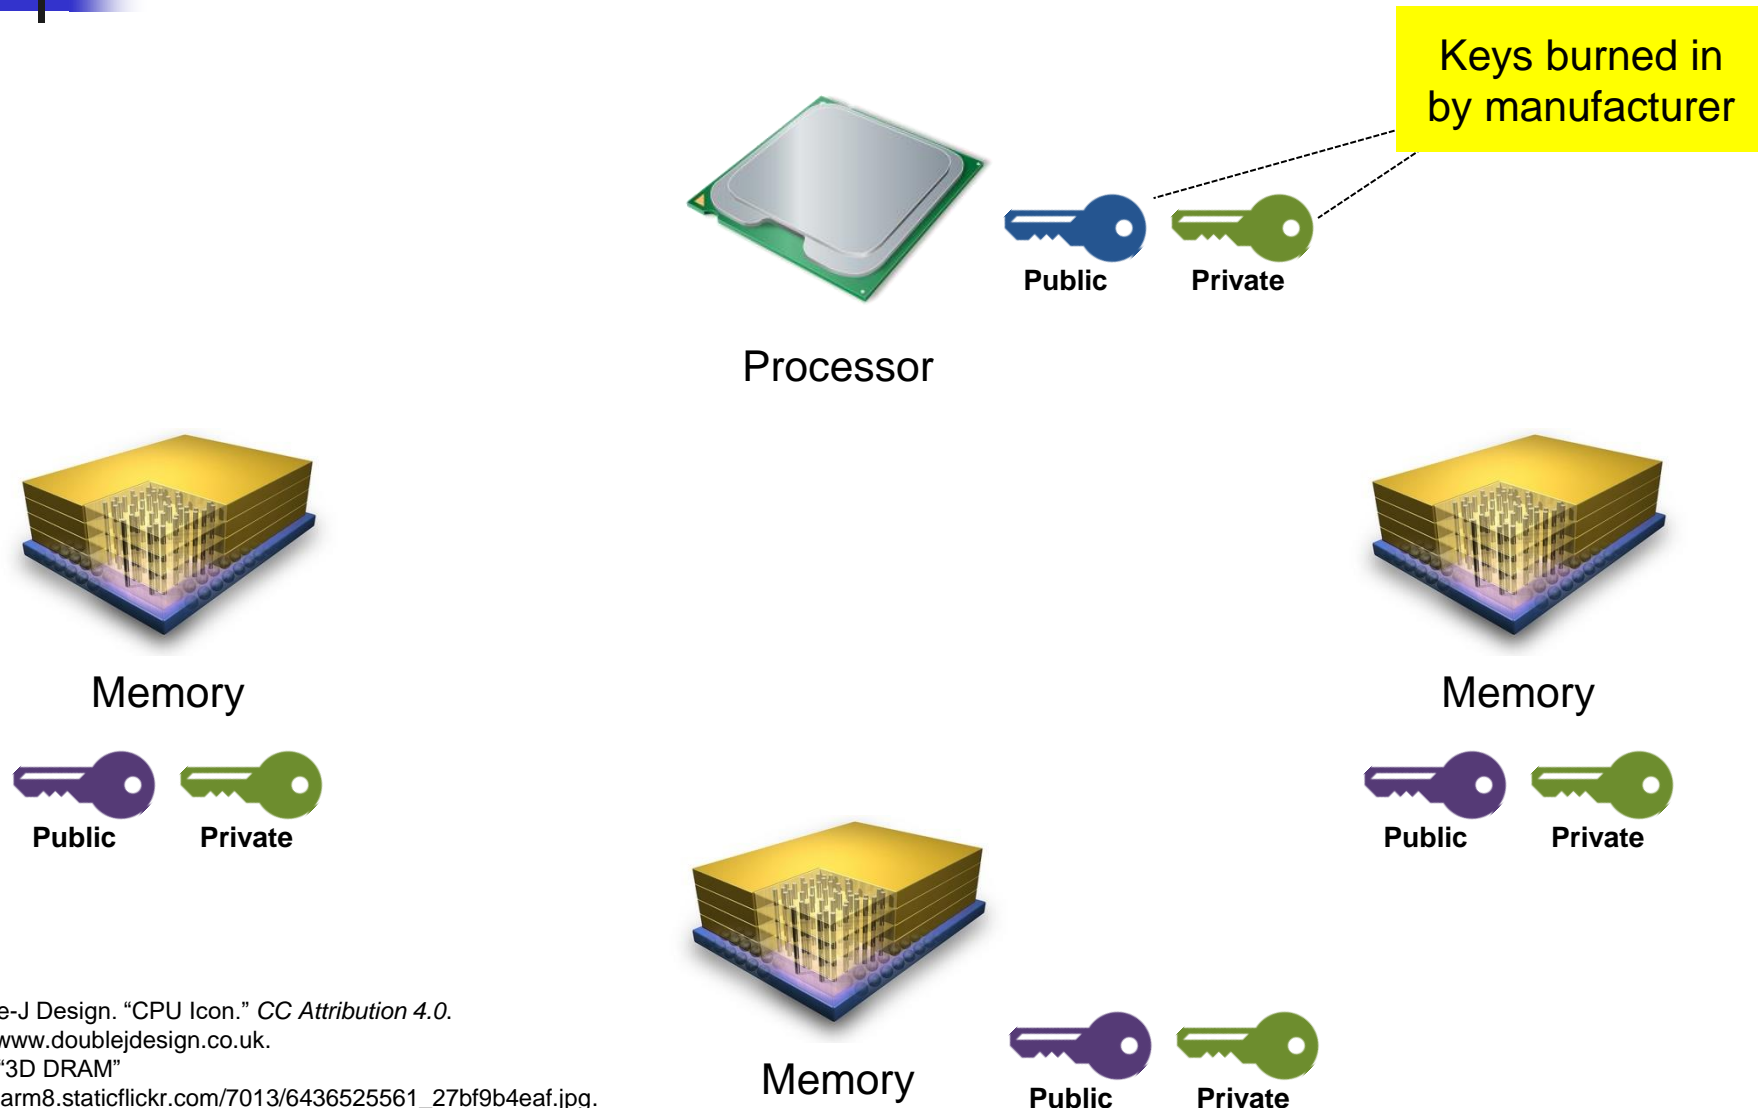 Keys burned in
by manufacturer
Public
Private
Processor
Memory
Memory
Public
Private
Public
Private
e-J Design. “CPU Icon.” CC Attribution 4.0.
www.doublejdesign.co.uk.
“3D DRAM”
arm8.staticflickr.com/7013/6436525561_27bf9b4eaf.jpg.
Memory
Public
Private